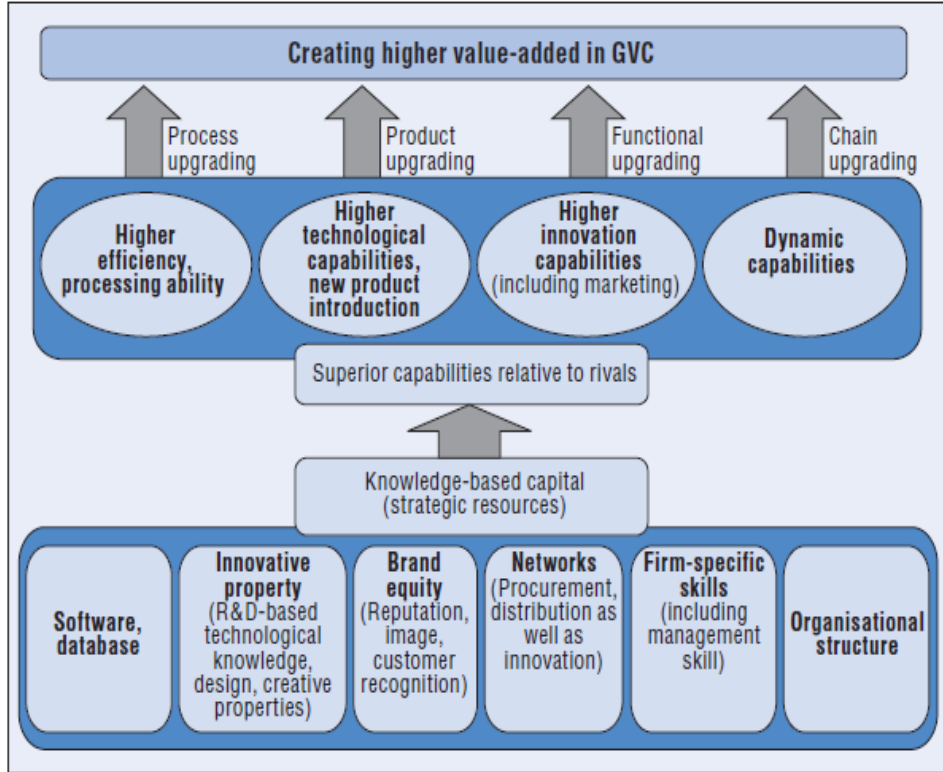 Creating higher value-added in GVC
Process
upgrading
Product
upgrading
Functional
upgrading
Chain
upgrading
Higher
efficiency,
processing ability
Higher
technological
capabilities,
new product
introduction
Higher
innovation
capabilities
(including marketing)
Dynamic
capabilities
Superior capabilities relative to rivals
Knowledge-based capital
(strategic resources)
Software,
database
Innovative
property
(R&D-based
technological
knowledge,
design, creative
properties)
Brand
equity
(Reputation,
image,
customer
recognition)
Networks
(Procurement,
distribution as
well as
innovation)
Firm-specific
skills
(including
management
skill)
Organisational
structure